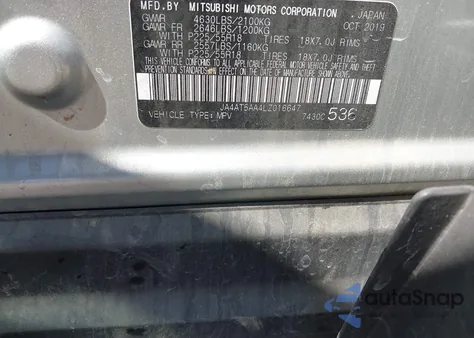 MFD.BY MITSUBISHI MOTORS CORPORATION, JAPAN
GVWR 4630LBS/2100KG OCT 2019
GAWR FR 2646LBS/1200KG
P225/55R18 TIRES 18X7.0J RIMS
GAWR RR 2557LBS/1160KG
P225/55R18 TIRES 18X7.0J RIMS
THIS VEHICLE CONFORMS TO ALL APPLICABLE FEDERAL MOTOR VEHICLE SAFETY, BUMPER AND THEFT
PREVENTION STANDARDS IN EFFECT ON THE DATE OF MANUFACTURE SHOWN ABOVE.
JA4AT5AA4LZ016647
VEHICLE TYPE: MPV 7430C 536
autoSnap